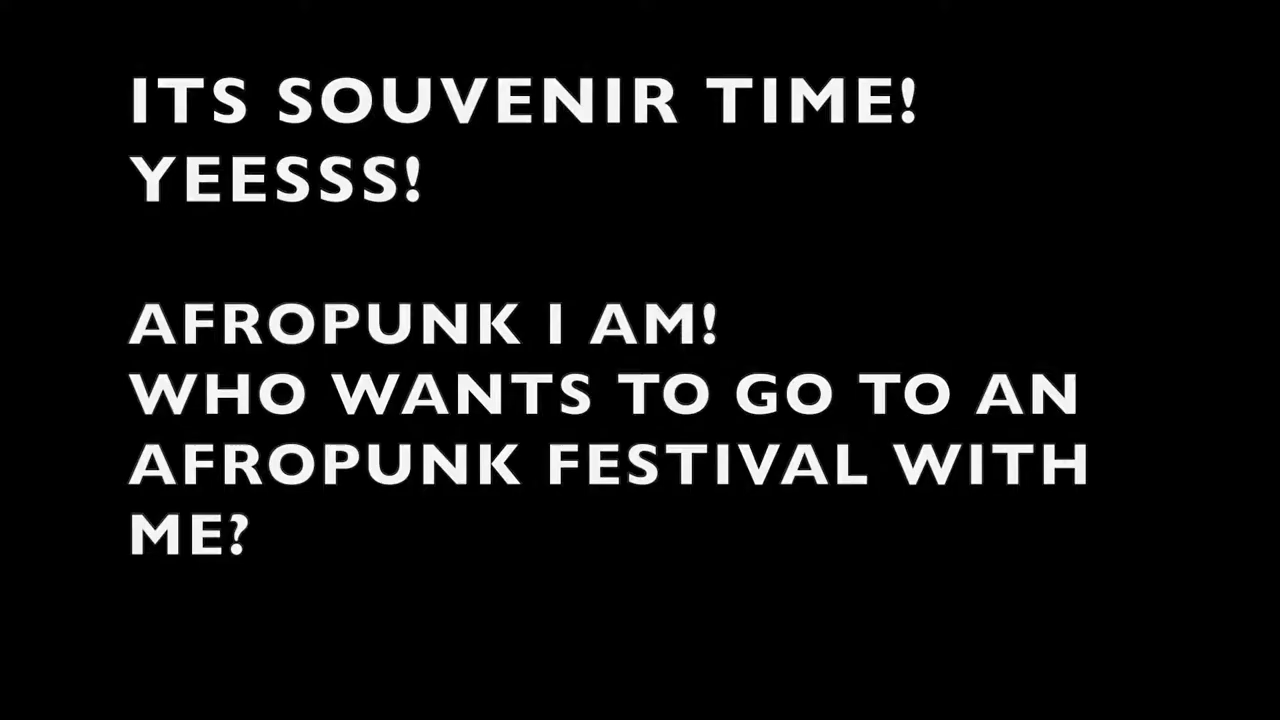 ITS SOUVENIR TIME!
YEESSS!
AFROPUNK I AM!
WHO WANTS TO GO TO AN
AFROPUNK FESTIVAL WITH
ME?